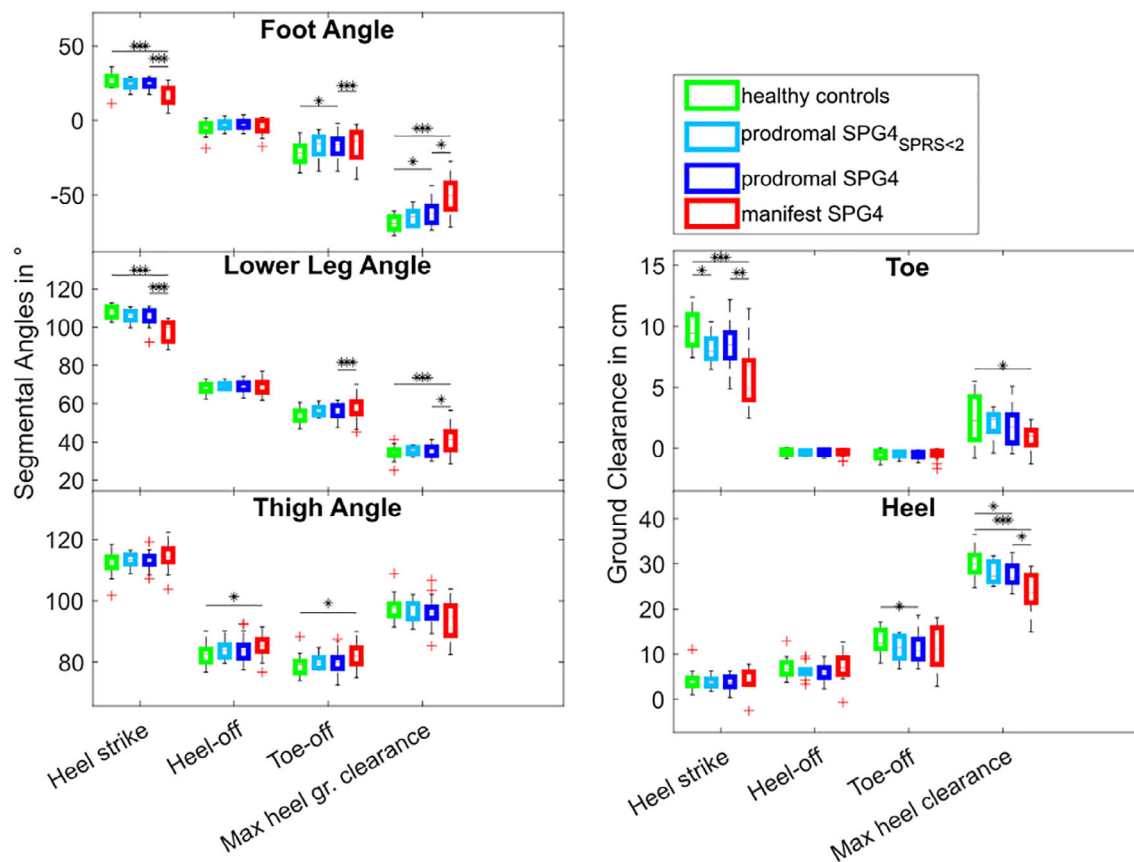 Foot Angle
***
***
50
0
-50
*
***
***
*
*
Lower Leg Angle
***
***
120
100
80
60
40
20
***
***
*
Thigh Angle
120
100
80
*
*
Segmental Angles in °
Heel strike
Heel-off
Toe-off
Max heel gr. clearance
healthy controls
prodromal SPG4SPRS<2
prodromal SPG4
manifest SPG4
Toe
15
10
5
0
***
*
**
*
Heel
40
30
20
10
0
*
*
***
*
Ground Clearance in cm
Heel strike
Heel-off
Toe-off
Max heel clearance